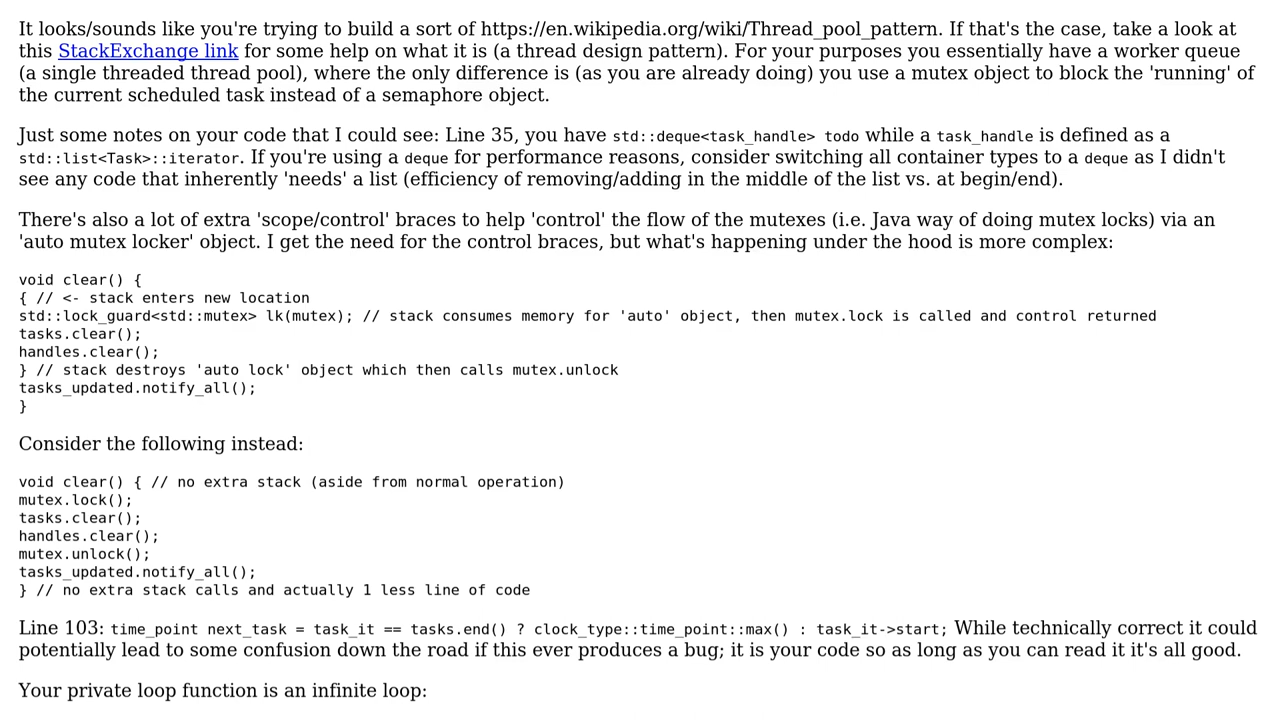 It looks/sounds like you're trying to build a sort of https://en.wikipedia.org/wiki/Thread_pool_pattern. If that's the case, take a look at
this StackExchange link for some help on what it is (a thread design pattern). For your purposes you essentially have a worker queue
(a single threaded thread pool), where the only difference is (as you are already doing) you use a mutex object to block the 'running' of
the current scheduled task instead of a semaphore object.
Just some notes on your code that I could see: Line 35, you have std::deque<task_handle> todo while a task_handle is defined as a
std::list<Task>::iterator. If you're using a deque for performance reasons, consider switching all container types to a deque as I didn't
see any code that inherently 'needs' a list (efficiency of removing/adding in the middle of the list vs. at begin/end).
There's also a lot of extra 'scope/control' braces to help 'control' the flow of the mutexes (i.e. Java way of doing mutex locks) via an
'auto mutex locker' object. I get the need for the control braces, but what's happening under the hood is more complex:
void clear() {
{ // <- stack enters new location
std::lock_guard<std::mutex> lk(mutex); // stack consumes memory for 'auto' object, then mutex.lock is called and control returned
tasks.clear();
handles.clear();
} // stack destroys 'auto lock' object which then calls mutex.unlock
tasks_updated.notify_all();
}
Consider the following instead:
void clear() { // no extra stack (aside from normal operation)
mutex.lock();
tasks.clear();
handles.clear();
mutex.unlock();
tasks_updated.notify_all();
} // no extra stack calls and actually 1 less line of code
Line 103: time_point next_task = task_it == tasks.end() ? clock_type::time_point::max() : task_it->start; While technically correct it could
potentially lead to some confusion down the road if this ever produces a bug; it is your code so as long as you can read it it's all good.
Your private loop function is an infinite loop: